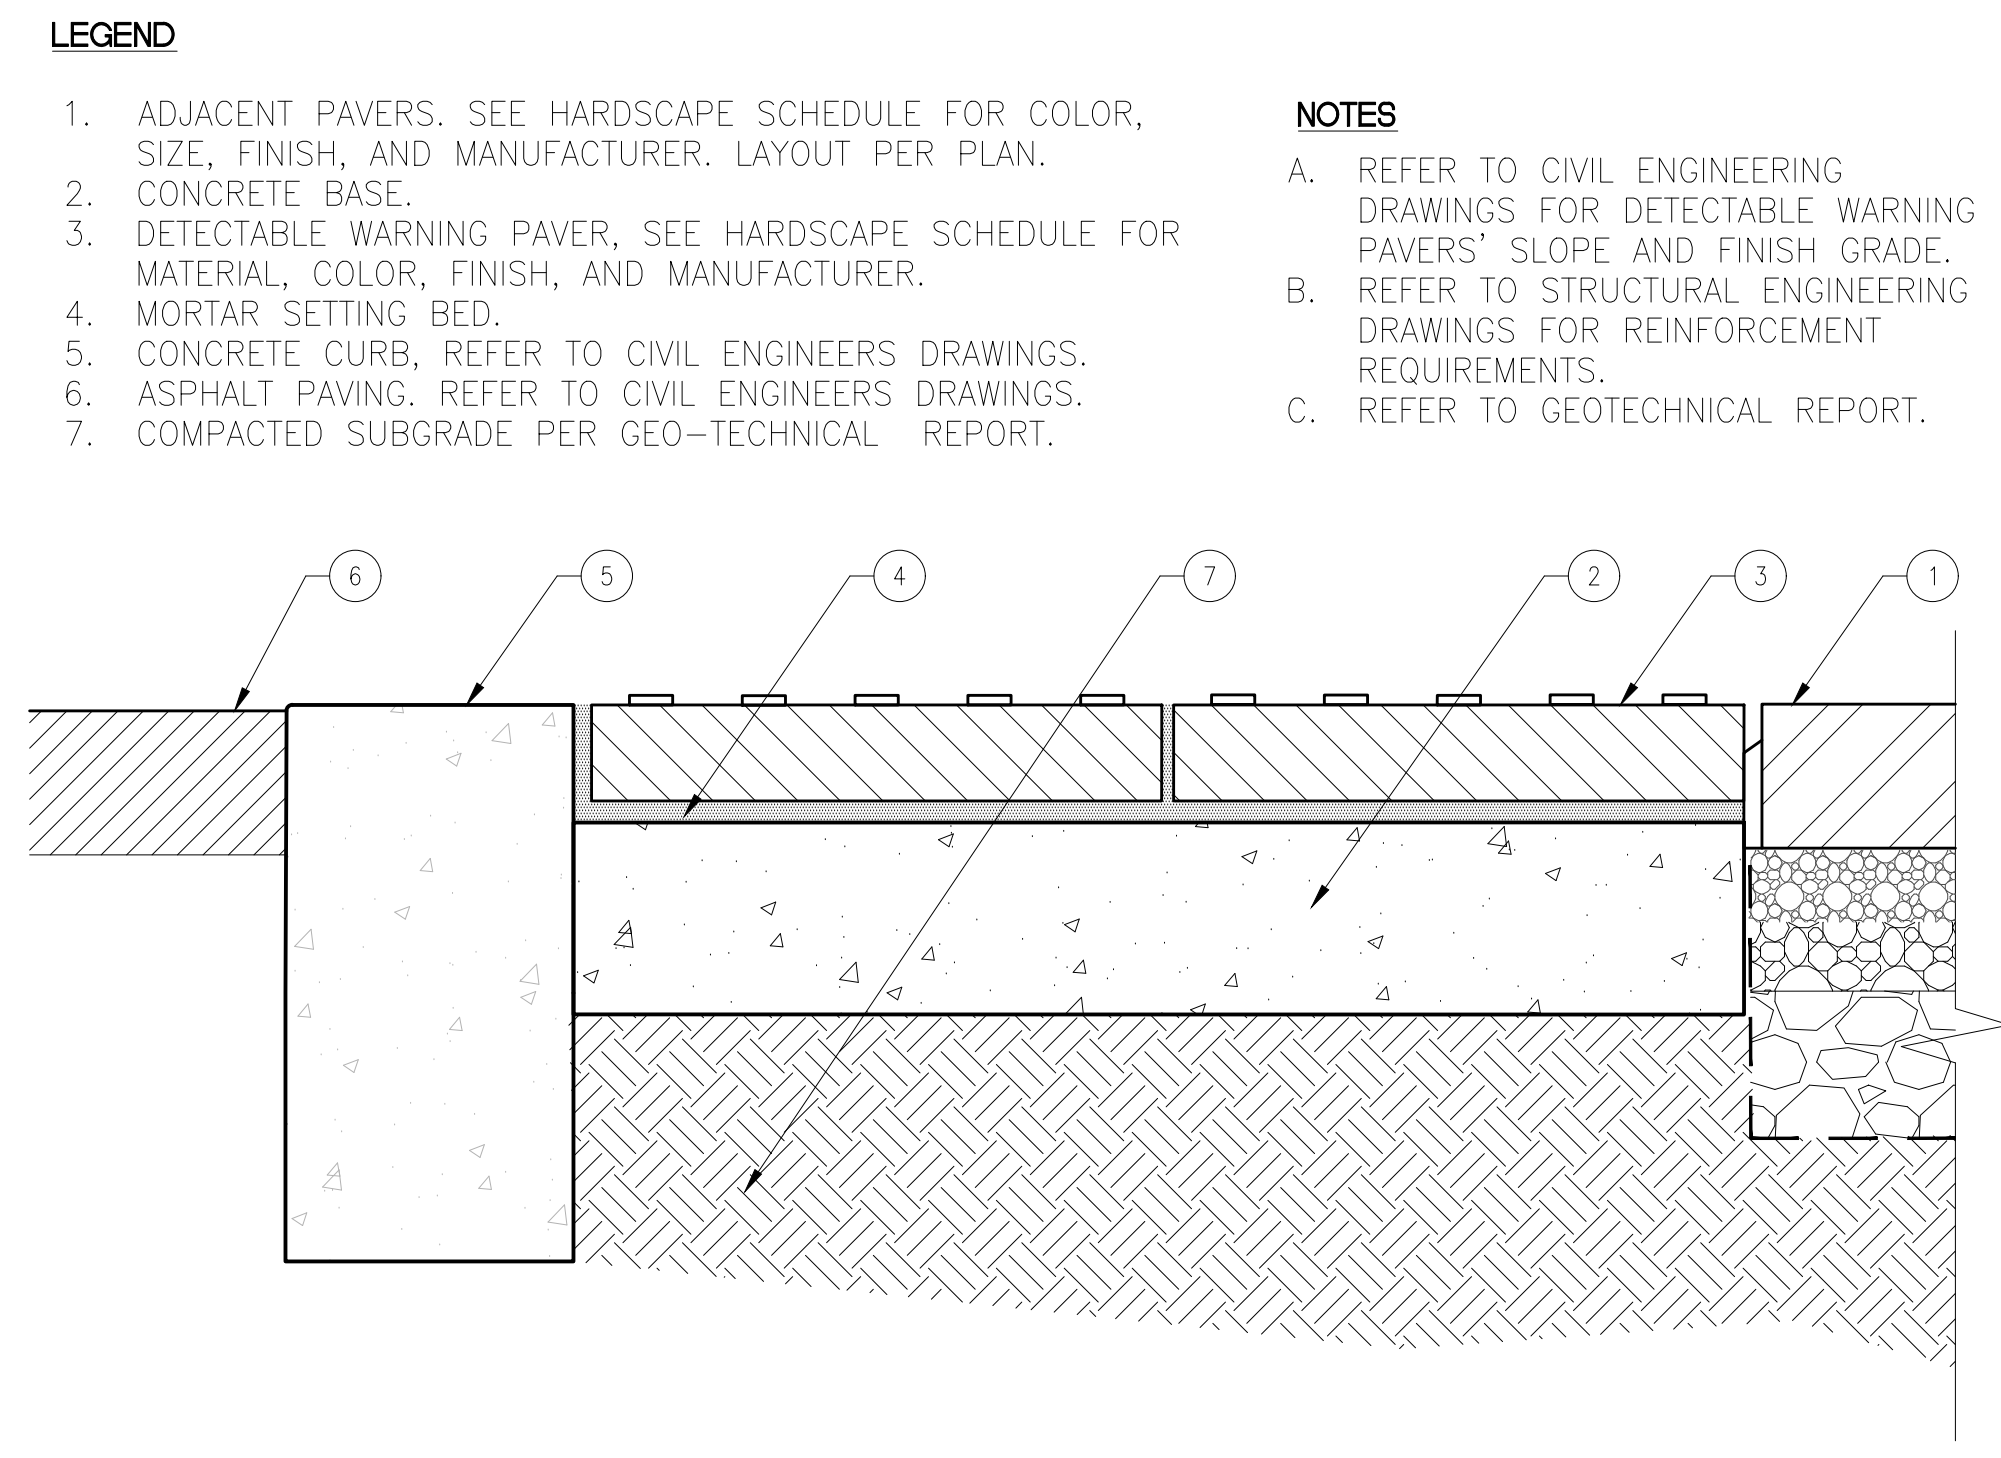 LEGEND
1. ADJACENT PAVERS. SEE HARDSCAPE SCHEDULE FOR COLOR,
SIZE, FINISH, AND MANUFACTURER. LAYOUT PER PLAN.
2. CONCRETE BASE.
3. DETECTABLE WARNING PAVER, SEE HARDSCAPE SCHEDULE FOR
MATERIAL, COLOR, FINISH, AND MANUFACTURER.
4. MORTAR SETTING BED.
5. CONCRETE CURB, REFER TO CIVIL ENGINEERS DRAWINGS.
6. ASPHALT PAVING. REFER TO CIVIL ENGINEERS DRAWINGS.
7. COMPACTED SUBGRADE PER GEO-TECHNICAL REPORT.
NOTES
A. REFER TO CIVIL ENGINEERING
DRAWINGS FOR DETECTABLE WARNING
PAVERS' SLOPE AND FINISH GRADE.
B. REFER TO STRUCTURAL ENGINEERING
DRAWINGS FOR REINFORCEMENT
REQUIREMENTS.
C. REFER TO GEOTECHNICAL REPORT.
6 5 4 7 2 3 1